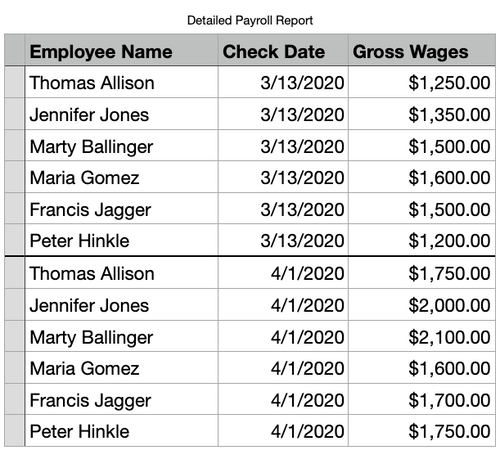 Detailed Payroll Report
Employee Name Check Date Gross Wages
Thomas Allison 3/13/2020 $1,250.00
Jennifer Jones 3/13/2020 $1,350.00
Marty Ballinger 3/13/2020 $1,500.00
Maria Gomez 3/13/2020 $1,600.00
Francis Jagger 3/13/2020 $1,500.00
Peter Hinkle 3/13/2020 $1,200.00
Thomas Allison 4/1/2020 $1,750.00
Jennifer Jones 4/1/2020 $2,000.00
Marty Ballinger 4/1/2020 $2,100.00
Maria Gomez 4/1/2020 $1,600.00
Francis Jagger 4/1/2020 $1,700.00
Peter Hinkle 4/1/2020 $1,750.00